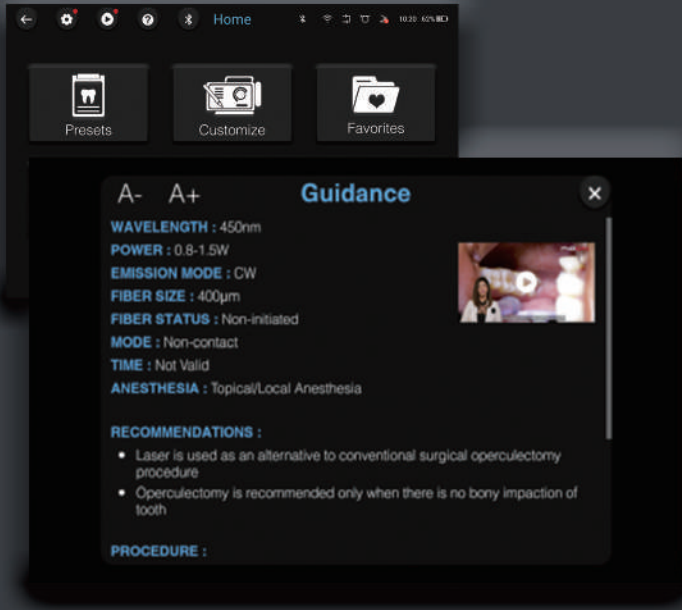 Home
10:20 62%
Presets
Customize
Favorites
A- A+ Guidance
WAVELENGTH : 450nm
POWER : 0.8-1.5W
EMISSION MODE : CW
FIBER SIZE : 400μm
FIBER STATUS : Non-initiated
MODE : Non-contact
TIME : Not Valid
ANESTHESIA : Topical/Local Anesthesia
RECOMMENDATIONS :
• Laser is used as an alternative to conventional surgical operculectomy
procedure
• Operculectomy is recommended only when there is no bony impaction of
tooth
PROCEDURE :